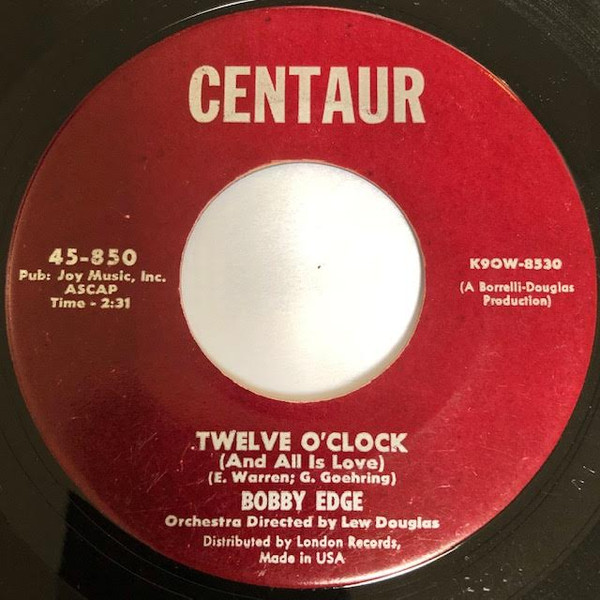 CENTAUR
45-850
Pub: Joy Music, Inc.
ASCAP
Time - 2:31
K9OW-8530
(A Borrelli-Douglas
Production)
TWELVE O'CLOCK
(And All Is Love)
(E. Warren; G. Goehring)
BOBBY EDGE
Orchestra Directed by Lew Douglas
Distributed by London Records,
Made in USA